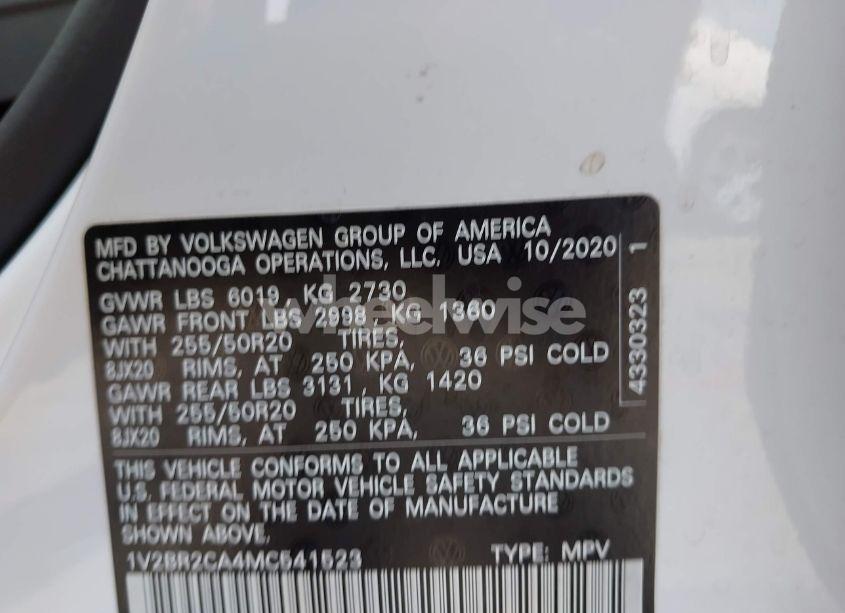 MFD BY VOLKSWAGEN GROUP OF AMERICA
CHATTANOOGA OPERATIONS, LLC, USA 10/2020
GVWR LBS 6019, KG 2730
GAWR FRONT LBS 2998, KG 1360
WITH 255/50R20 TIRES,
8JX20 RIMS, AT 250 KPA, 36 PSI COLD
GAWR REAR LBS 3131, KG 1420
WITH 255/50R20 TIRES,
8JX20 RIMS, AT 250 KPA, 36 PSI COLD
4330323 1
THIS VEHICLE CONFORMS TO ALL APPLICABLE
U.S. FEDERAL MOTOR VEHICLE SAFETY STANDARDS
IN EFFECT ON THE DATE OF MANUFACTURE
SHOWN ABOVE.
1V2BR2CA4MC541523 TYPE: MPV
wheelwise